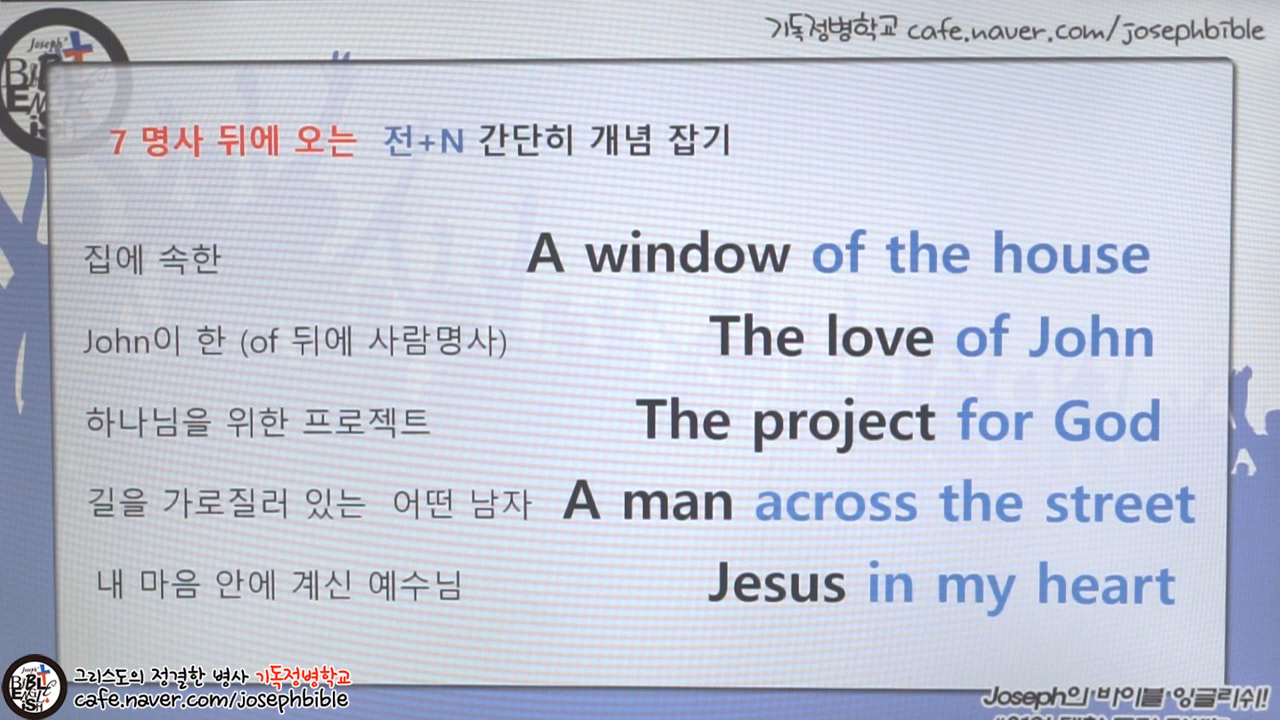 기독정병학교 cafe.naver.com/josephbible
Joseph's
7 명사 뒤에 오는 전+N 간단히 개념 잡기
집에 속한 A window of the house
John이 한 (of 뒤에 사람명사) The love of John
하나님을 위한 프로젝트 The project for God
길을 가로질러 있는 어떤 남자 A man across the street
내 마음 안에 계신 예수님 Jesus in my heart
그리스도의 정결한 병사 기독정병학교
cafe.naver.com/josephbible
Joseph의 바이블 잉글리쉬!!